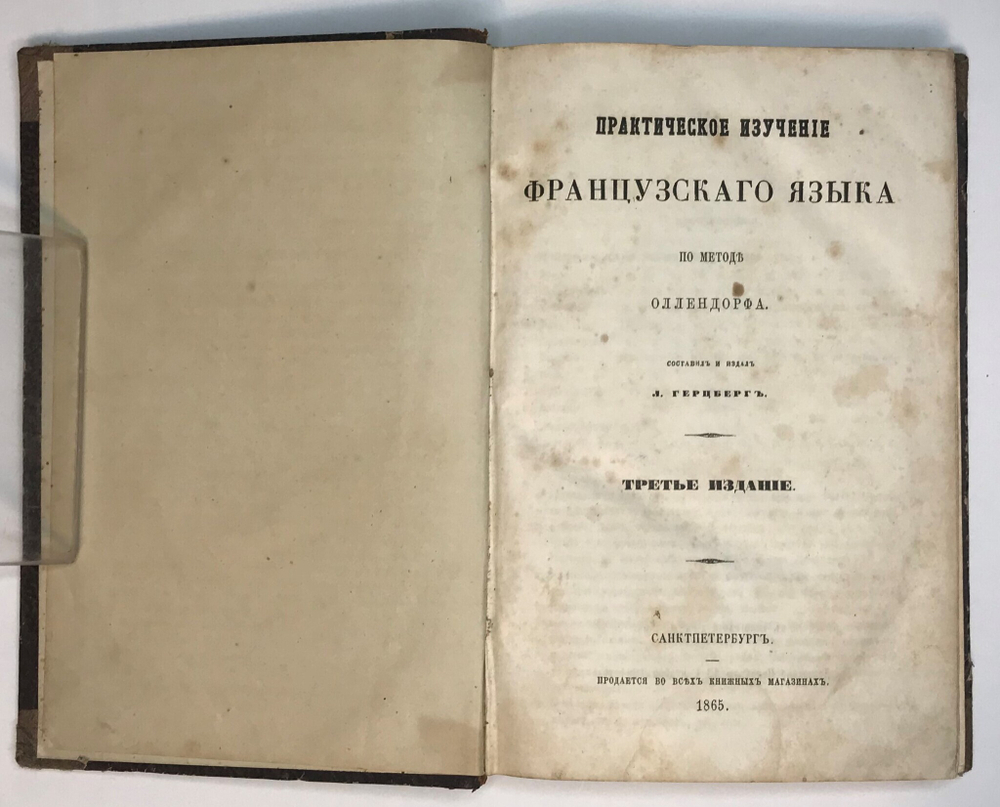 ПРАКТИЧЕСКОЕ ИЗУЧЕНІЕ
ФРАНЦУЗСКАГО ЯЗЫКА
ПО МЕТОДѢ
ОЛЛЕНДОРФА.
СОСТАВИЛЪ И ИЗДАЛЪ
Л. ГЕРЦБЕРГЪ.
ТРЕТЬЕ ИЗДАНІЕ.
САНКТПЕТЕРБУРГЪ.
ПРОДАЕТСЯ ВО ВСѢХЪ КНИЖНЫХЪ МАГАЗИНАХЪ.
1865.